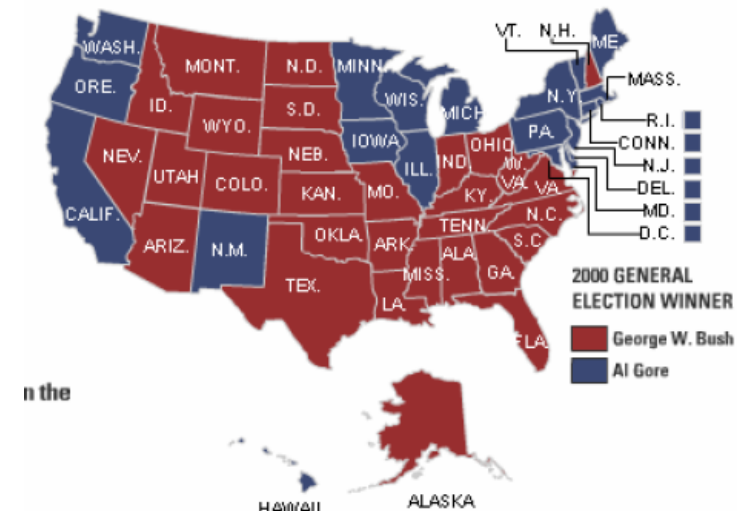 VT. N.H.
ME.
WASH.
MONT.
N.D.
MINN.
ORE.
ID.
S.D.
WIS.
MICH
N.Y.
MASS.
WYO.
R.I.
IOWA
PA.
CONN.
NEV.
NEB.
ILL.
IND
OHIO
N.J.
UTAH
COLO.
W. VA.
DEL.
CALIF.
KAN.
MO.
KY.
VA.
MD.
N.C.
D.C.
TENN.
ARIZ.
N.M.
OKLA.
ARK.
S.C.
MISS.
ALA.
GA.
TEX.
LA.
FLA.
2000 GENERAL
ELECTION WINNER
George W. Bush
Al Gore
n the
HAWAII
ALASKA